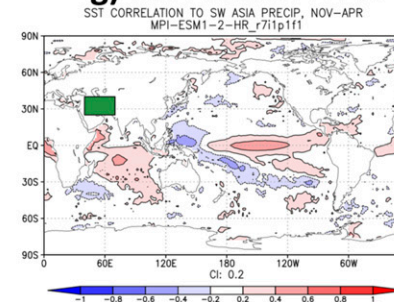 g)
SST CORRELATION TO SW ASIA PRECIP, NOV-APR
MPI-ESM1-2-HR_r7i1p1f1
90N
60N
30N
EQ
30S
60S
90S
0 60E 120E 180 120W 60W
CI: 0.2
-1 -0.8 -0.6 -0.4 -0.2 0.2 0.4 0.6 0.8 1